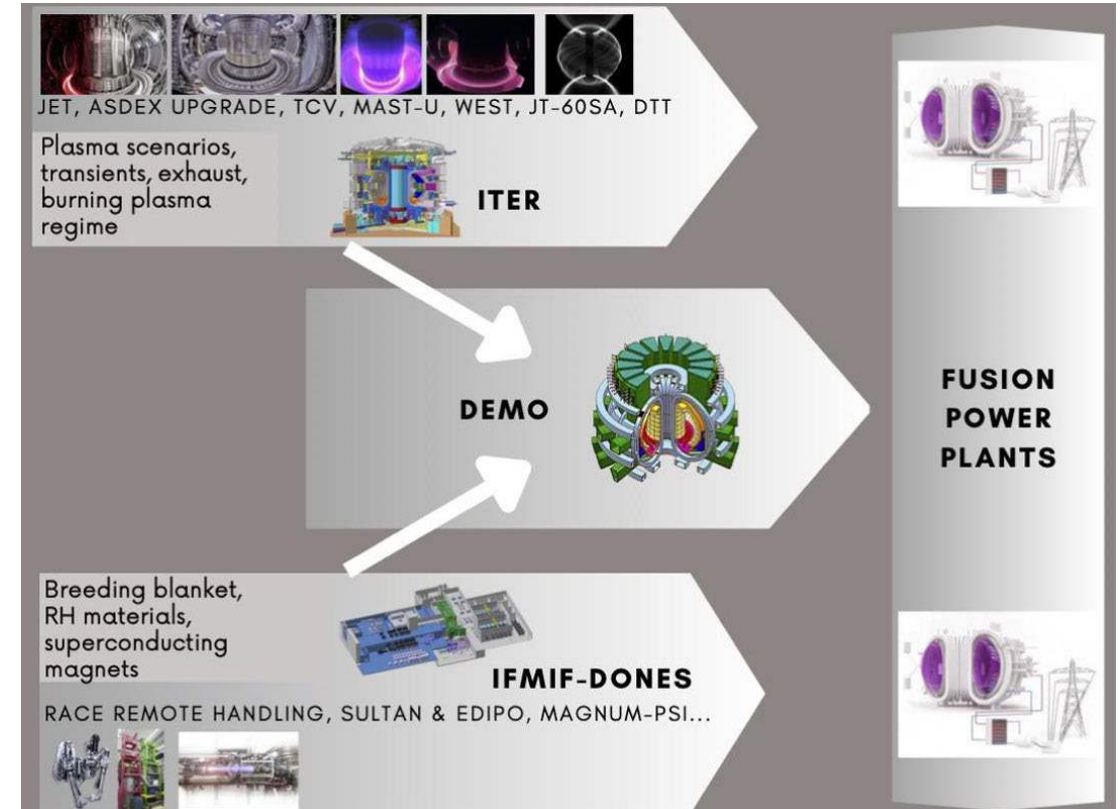 JET, ASDEX UPGRADE, TCV, MAST-U, WEST, JT-60SA, DTT
Plasma scenarios,
transients, exhaust,
burning plasma
regime
ITER
DEMO
FUSION
POWER
PLANTS
Breeding blanket,
RH materials,
superconducting
magnets
IFMIF-DONES
RACE REMOTE HANDLING, SULTAN & EDIPO, MAGNUM-PSI...